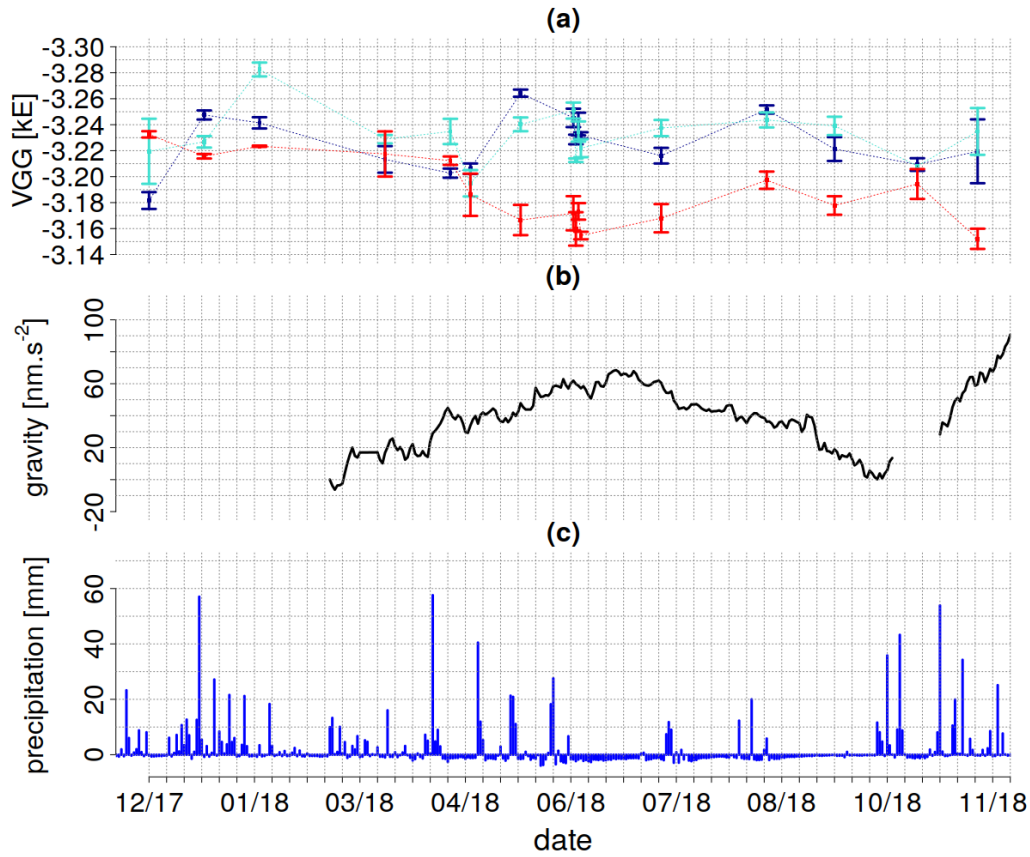 (a)
VGG [kE]
-3.30
-3.28
-3.26
-3.24
-3.22
-3.20
-3.18
-3.16
-3.14
(b)
gravity [nm.s-2]
100
60
20
-20
(c)
precipitation [mm]
60
40
20
0
12/17 01/18 03/18 04/18 06/18 07/18 08/18 10/18 11/18
date